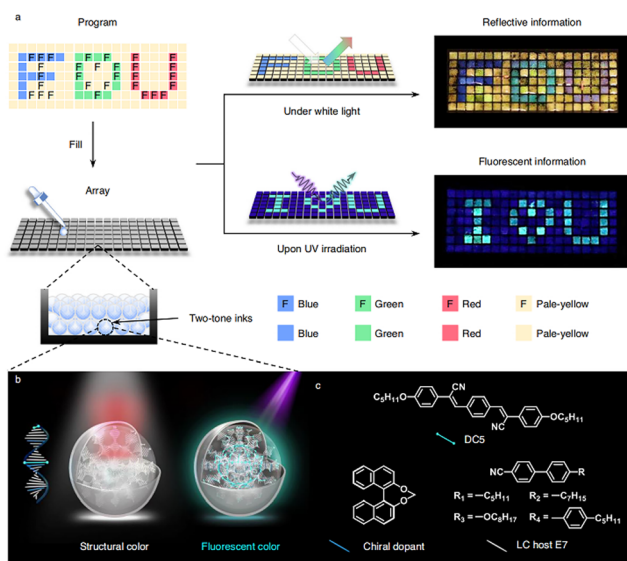 a
Program
F F F F F F F F
F F F F F
F F F F F
F F F F F
F F F F F F F
Fill
Array
Under white light
Upon UV irradiation
Reflective information
Fluorescent information
Two-tone inks
F Blue F Green F Red F Pale-yellow
Blue Green Red Pale-yellow
b
Structural color
Fluorescent color
c
CN
C₅H₁₁O
OC₅H₁₁
CN
DC5
O
O
Chiral dopant
NC
R
R₁ = —C₅H₁₁ R₂ = —C₇H₁₅
R₃ = —OC₈H₁₇ R₄ = —C₅H₁₁
LC host E7